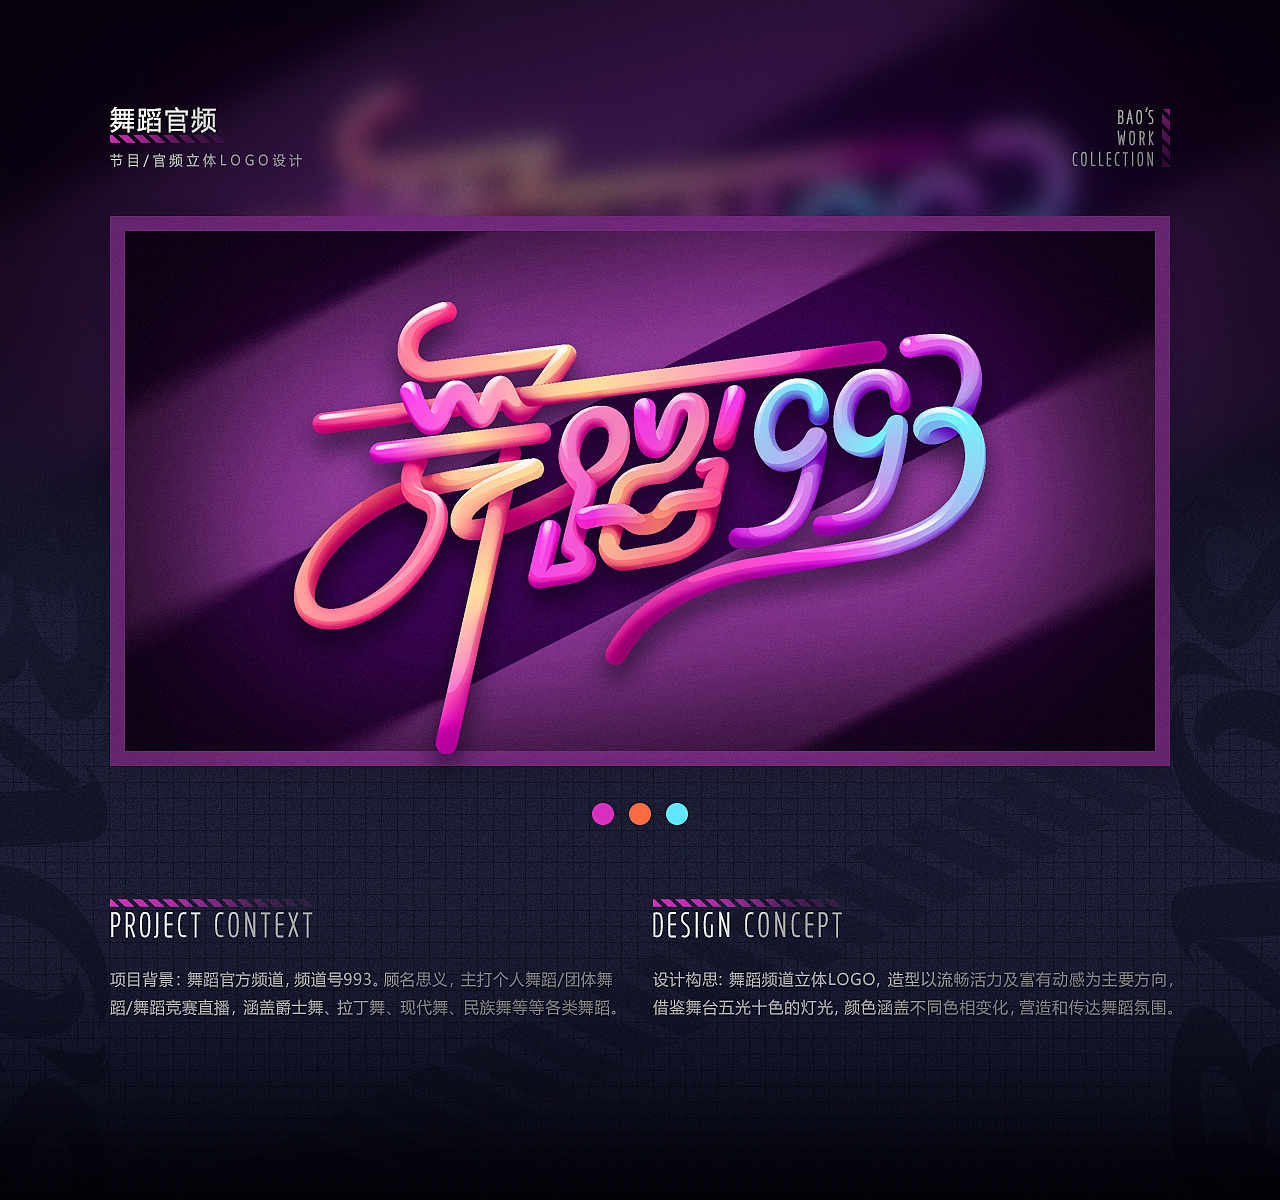 舞蹈官频
节目/官频立体LOGO设计
BAO'S
WORK
COLLECTION
舞蹈993
PROJECT CONTEXT
项目背景：舞蹈官方频道，频道号993。顾名思义，主打个人舞蹈/团体舞
蹈/舞蹈竞赛直播，涵盖爵士舞、拉丁舞、现代舞、民族舞等等各类舞蹈。
DESIGN CONCEPT
设计构思：舞蹈频道立体LOGO，造型以流畅活力及富有动感为主要方向，
借鉴舞台五光十色的灯光，颜色涵盖不同色相变化，营造和传达舞蹈氛围。